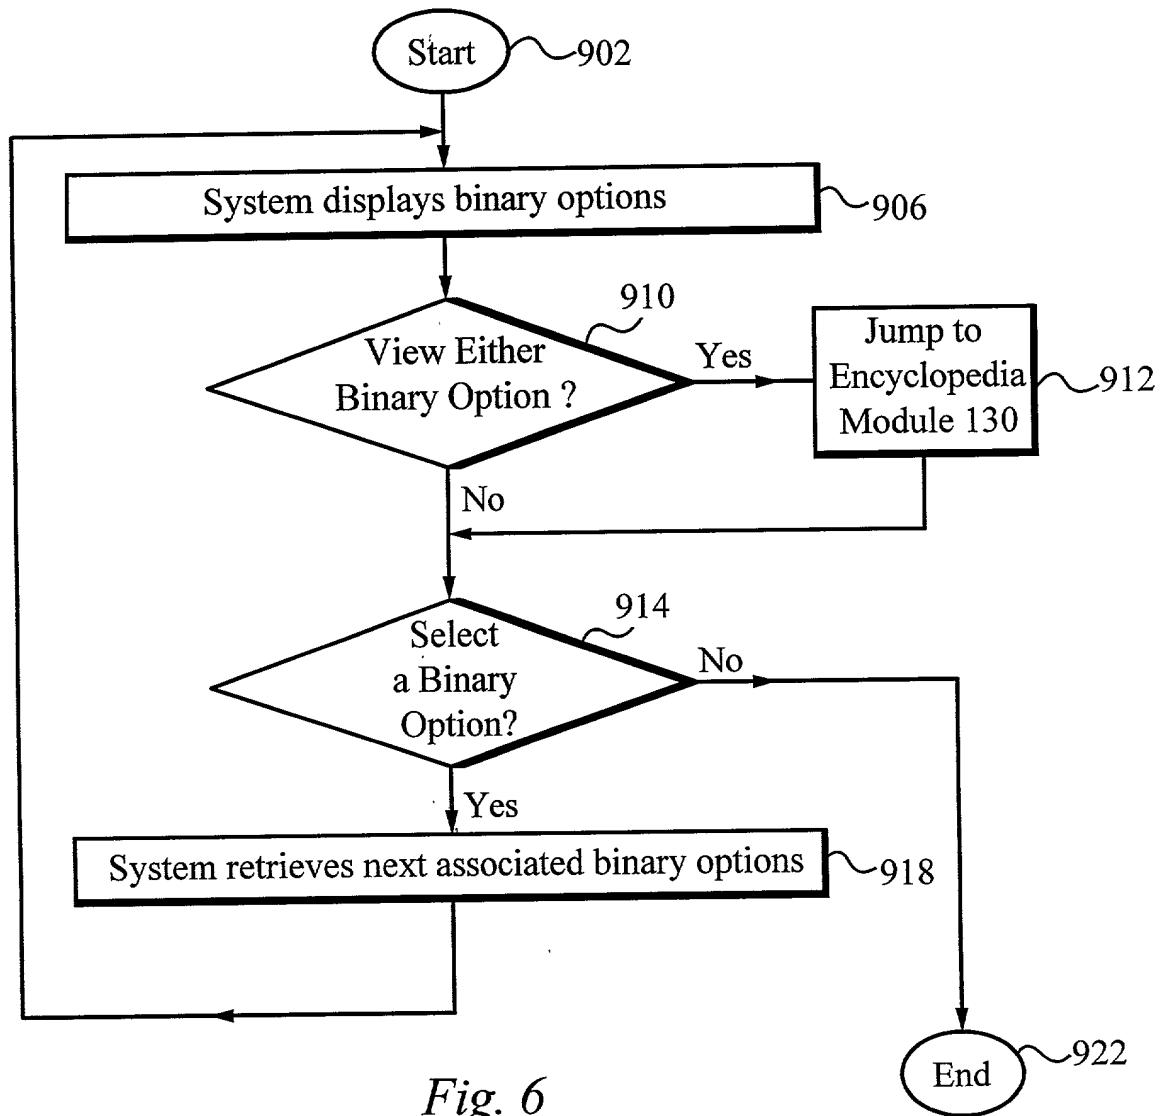 Start
902
System displays binary options
906
910
View Either
Binary Option ?
Yes
Jump to
Encyclopedia
Module 130
912
No
914
Select
a Binary
Option?
No
Yes
System retrieves next associated binary options
918
End
922
Fig. 6